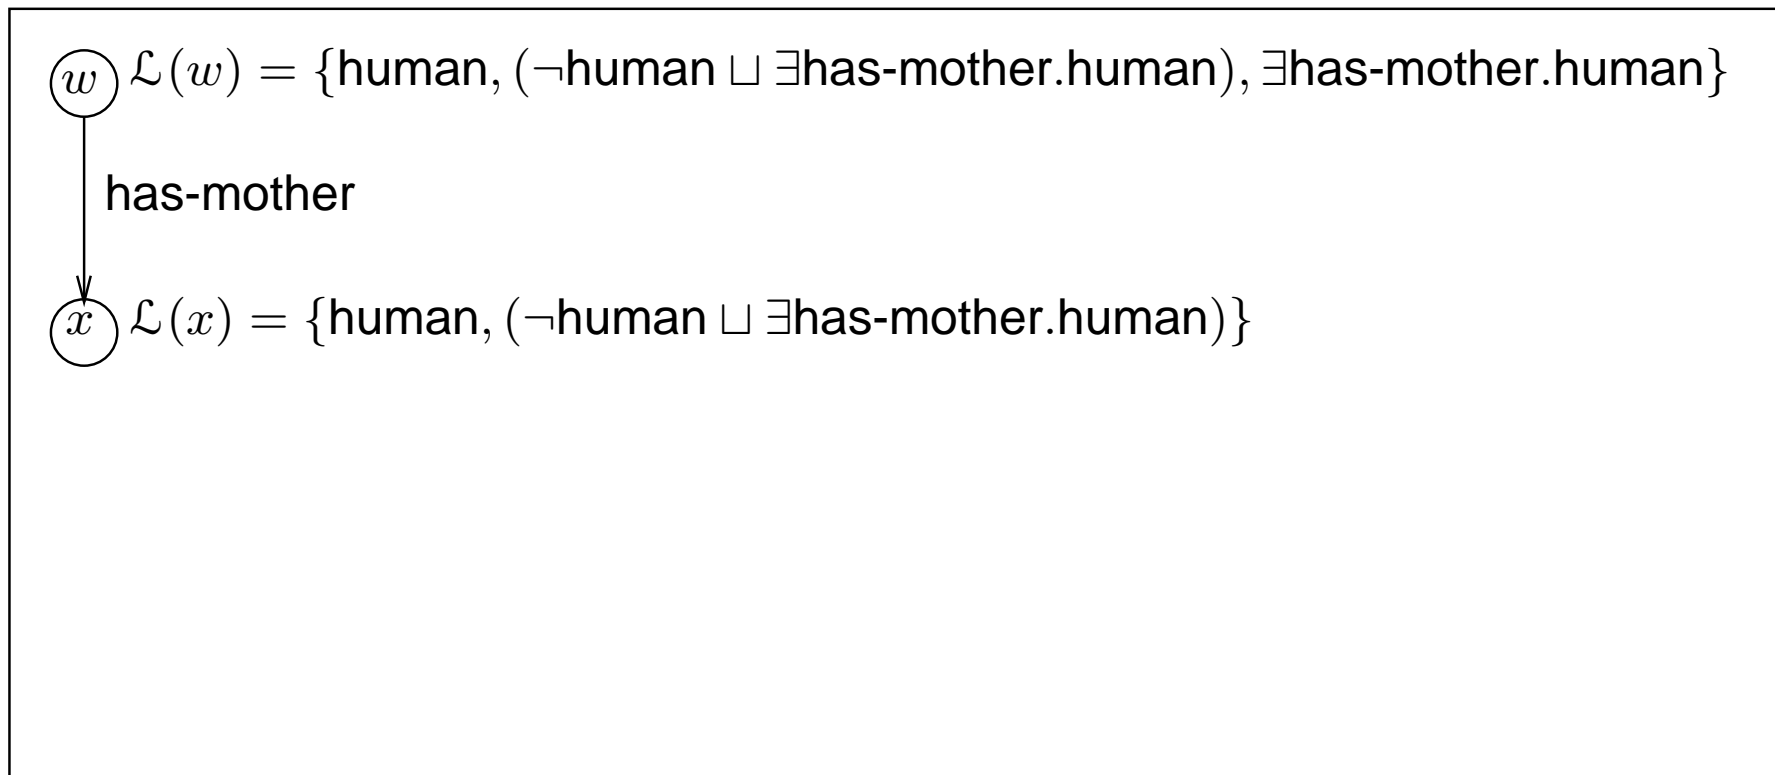 w ℒ(w) = {human, (¬human ⊔ ∃has-mother.human), ∃has-mother.human}
has-mother
x ℒ(x) = {human, (¬human ⊔ ∃has-mother.human)}